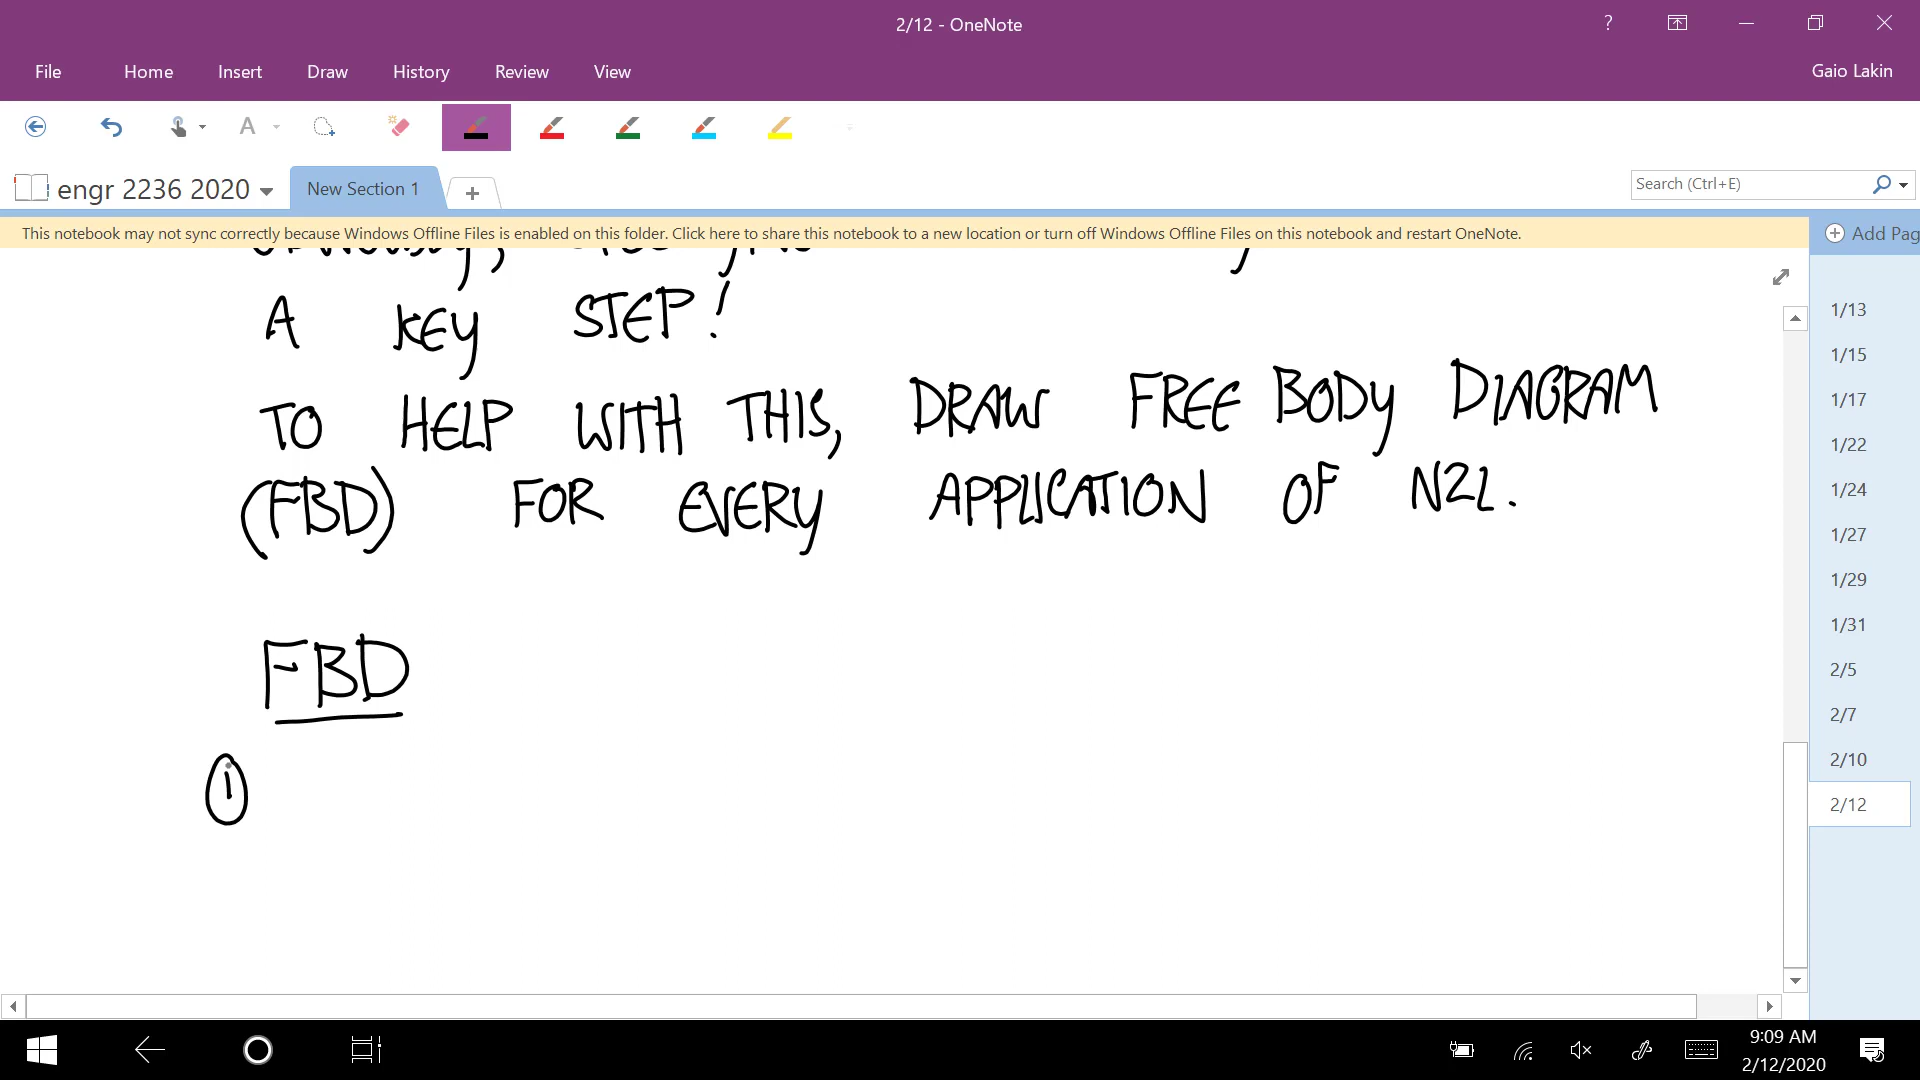 2/12 - OneNote
?
File Home Insert Draw History Review View
Gaio Lakin
A
engr 2236 2020
New Section 1
+
Search (Ctrl+E)
This notebook may not sync correctly because Windows Offline Files is enabled on this folder. Click here to share this notebook to a new location or turn off Windows Offline Files on this notebook and restart OneNote.
Add Pag
A KEY STEP!
TO HELP WITH THIS, DRAW FREE BODY DIAGRAM
(FBD) FOR EVERY APPLICATION OF N2L.
FBD
1
1/13
1/15
1/17
1/22
1/24
1/27
1/29
1/31
2/5
2/7
2/10
2/12
9:09 AM
2/12/2020